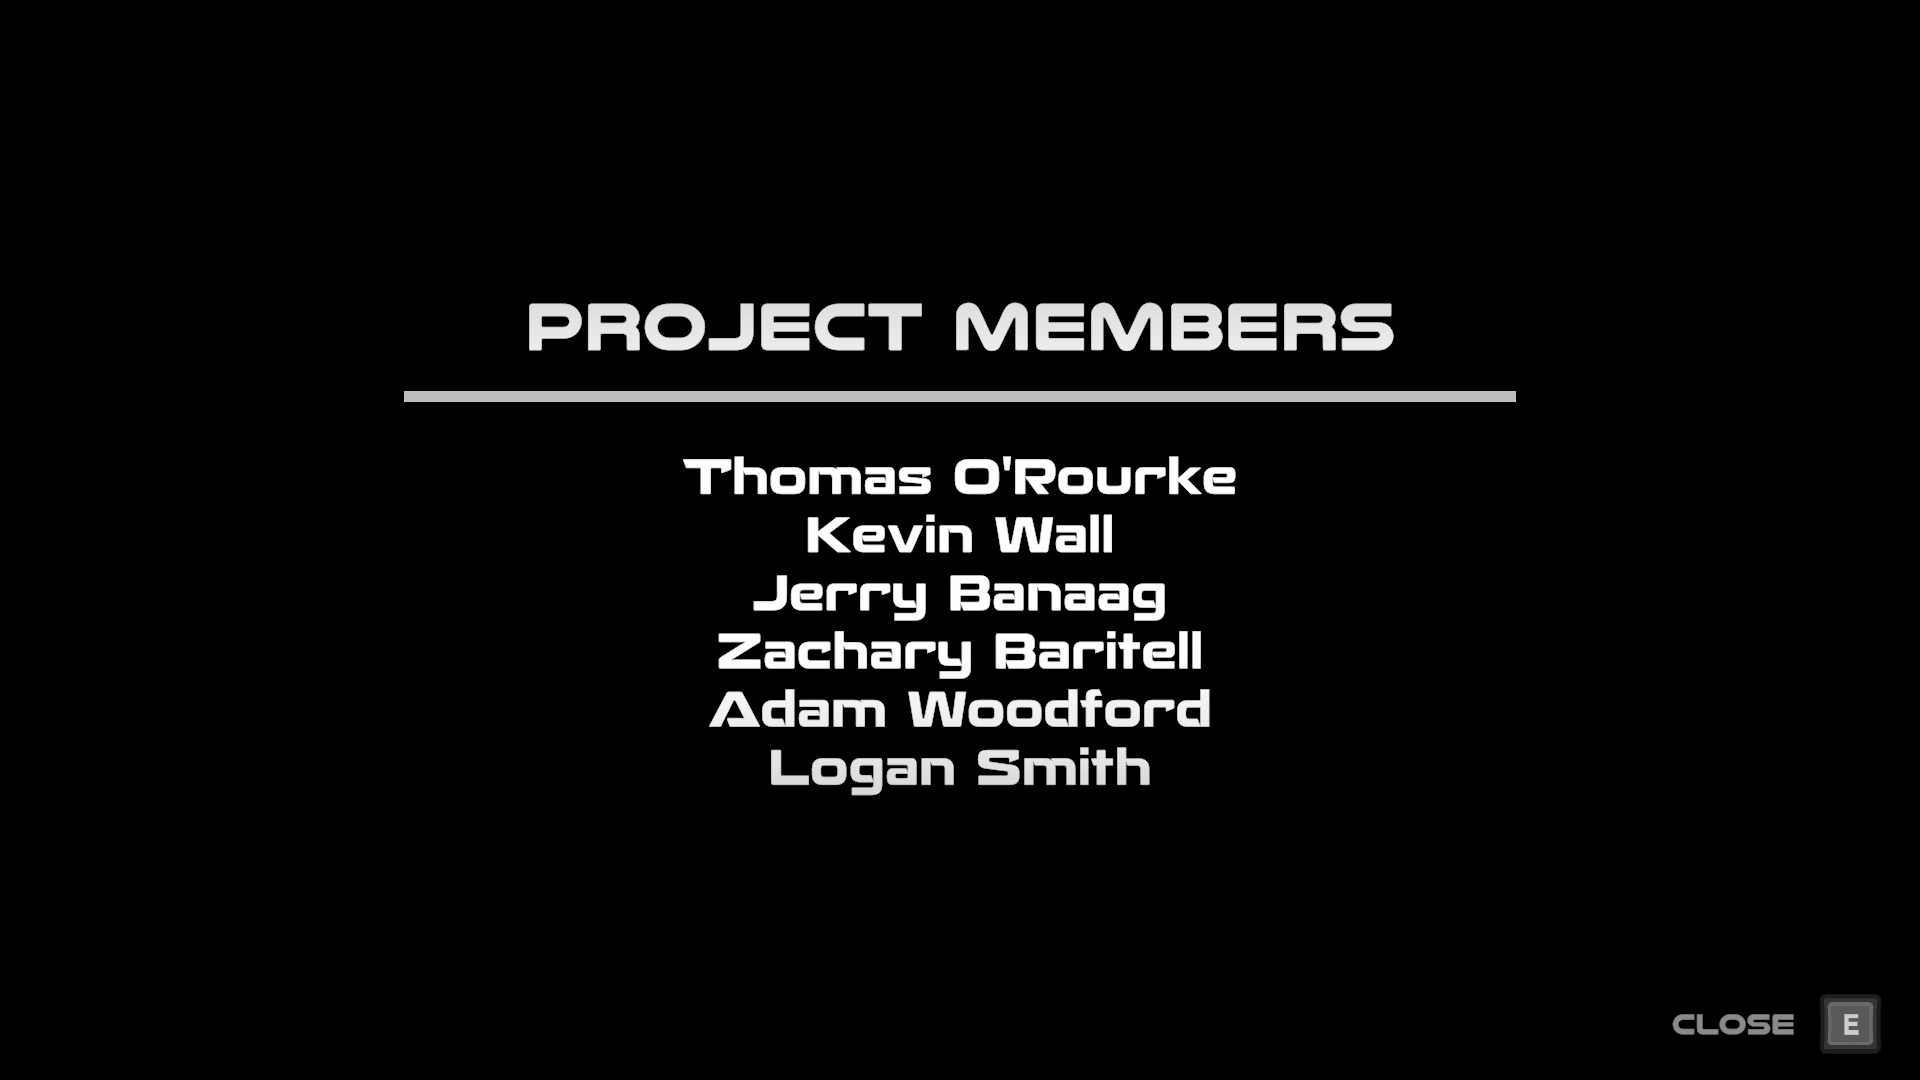 PROJECT MEMBERS
Thomas O'Rourke
Kevin Wall
Jerry Banaag
Zachary Baritell
Adam Woodford
Logan Smith
CLOSE E